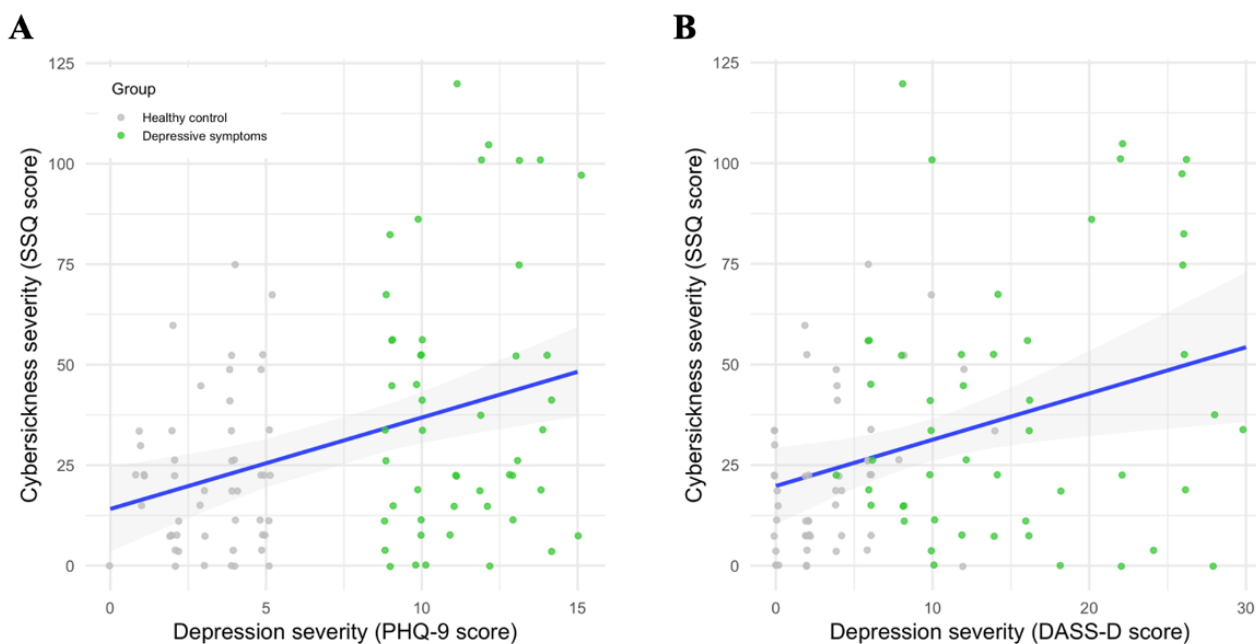 A
125
100
75
50
25
0
0
5
10
15
Cybersickness severity (SSQ score)
Depression severity (PHQ-9 score)
Group
Healthy control
Depressive symptoms
B
125
100
75
50
25
0
0
10
20
30
Cybersickness severity (SSQ score)
Depression severity (DASS-D score)